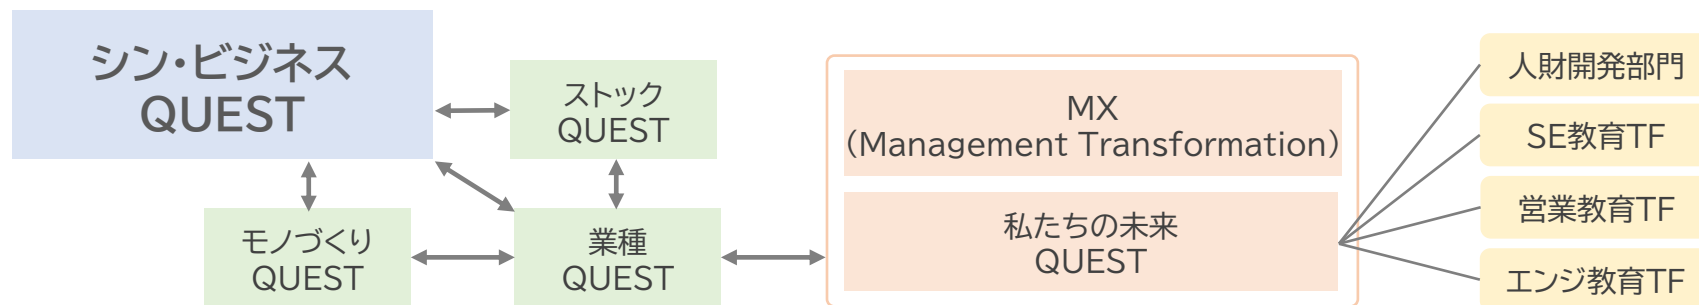 シン・ビジネス
QUEST
ストック
QUEST
モノづくり
QUEST
業種
QUEST
MX
(Management Transformation)
私たちの未来
QUEST
人財開発部門
SE教育TF
営業教育TF
エンジ教育TF